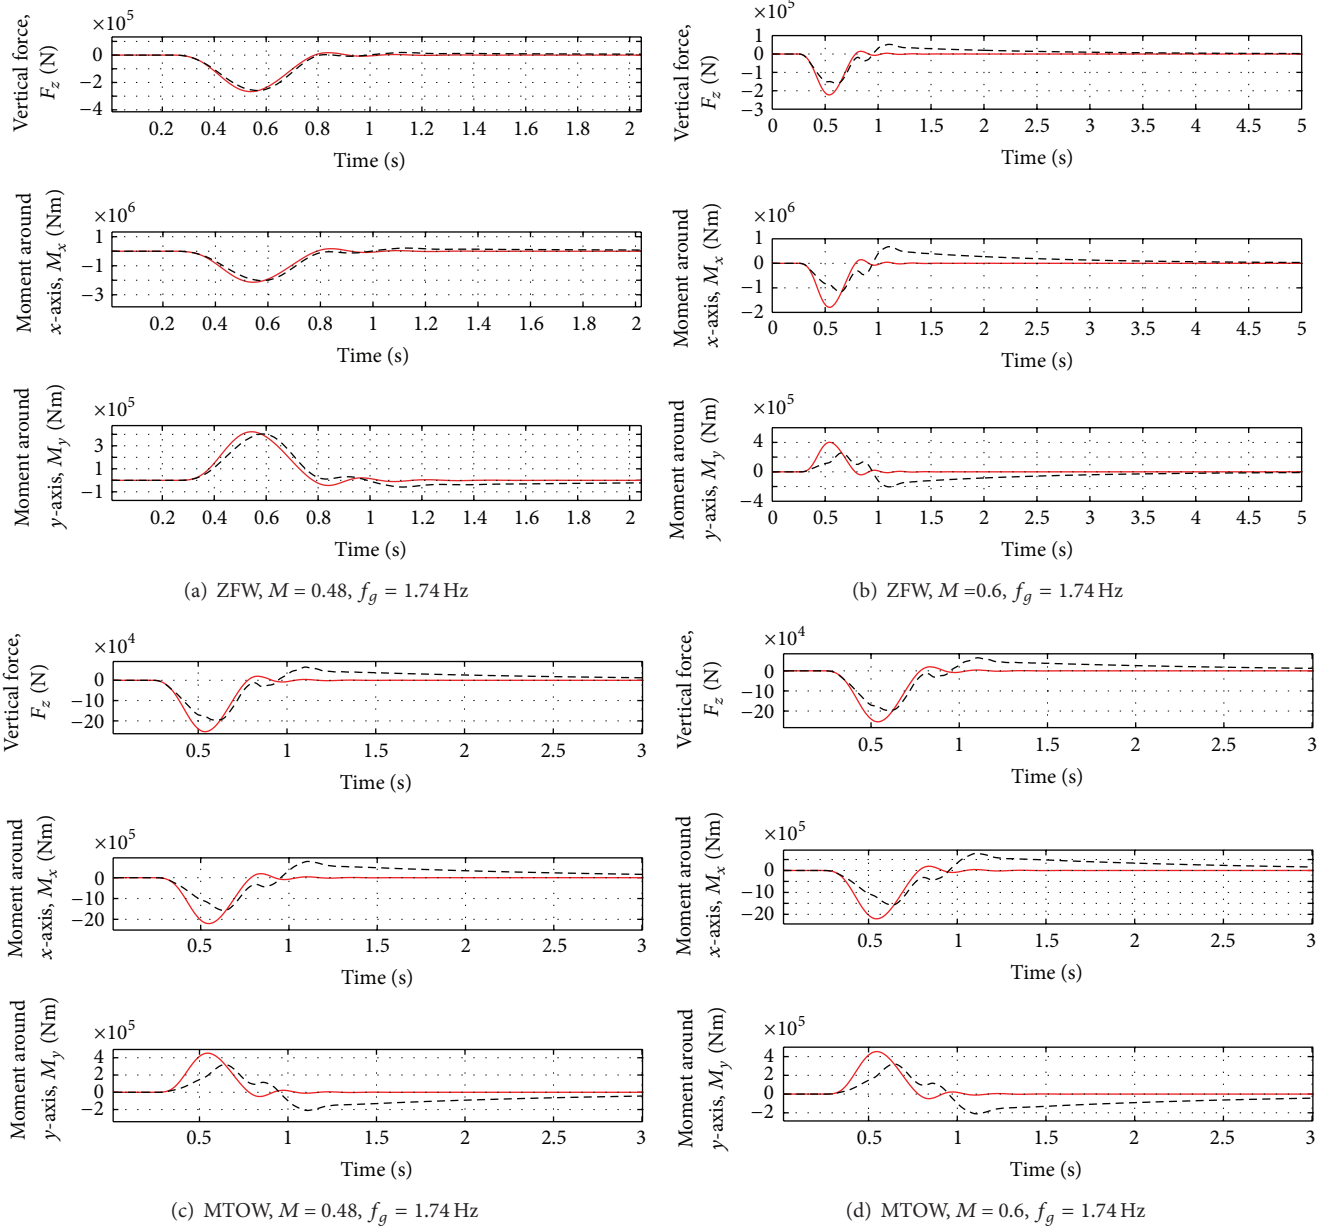 Vertical force,
F_z (N)
×10^5
0
−2
−4
0.2 0.4 0.6 0.8 1 1.2 1.4 1.6 1.8 2
Time (s)
Moment around
x-axis, M_x (Nm)
×10^6
1
−1
−3
0.2 0.4 0.6 0.8 1 1.2 1.4 1.6 1.8 2
Time (s)
Moment around
y-axis, M_y (Nm)
×10^5
3
1
−1
0.2 0.4 0.6 0.8 1 1.2 1.4 1.6 1.8 2
Time (s)
(a) ZFW, M = 0.48, f_g = 1.74 Hz
Vertical force,
F_z (N)
×10^5
1
0
−1
−2
−3
0 0.5 1 1.5 2 2.5 3 3.5 4 4.5 5
Time (s)
Moment around
x-axis, M_x (Nm)
×10^6
1
0
−1
−2
0 0.5 1 1.5 2 2.5 3 3.5 4 4.5 5
Time (s)
Moment around
y-axis, M_y (Nm)
×10^5
4
0
−4
0 0.5 1 1.5 2 2.5 3 3.5 4 4.5 5
Time (s)
(b) ZFW, M =0.6, f_g = 1.74 Hz
Vertical force,
F_z (N)
×10^4
0
−10
−20
0.5 1 1.5 2 2.5 3
Time (s)
Moment around
x-axis, M_x (Nm)
×10^5
0
−10
−20
0.5 1 1.5 2 2.5 3
Time (s)
Moment around
y-axis, M_y (Nm)
×10^5
4
2
0
−2
0.5 1 1.5 2 2.5 3
Time (s)
(c) MTOW, M = 0.48, f_g = 1.74 Hz
Vertical force,
F_z (N)
×10^4
0
−10
−20
0.5 1 1.5 2 2.5 3
Time (s)
Moment around
x-axis, M_x (Nm)
×10^5
0
−10
−20
0.5 1 1.5 2 2.5 3
Time (s)
Moment around
y-axis, M_y (Nm)
×10^5
4
2
0
−2
0.5 1 1.5 2 2.5 3
Time (s)
(d) MTOW, M = 0.6, f_g = 1.74 Hz